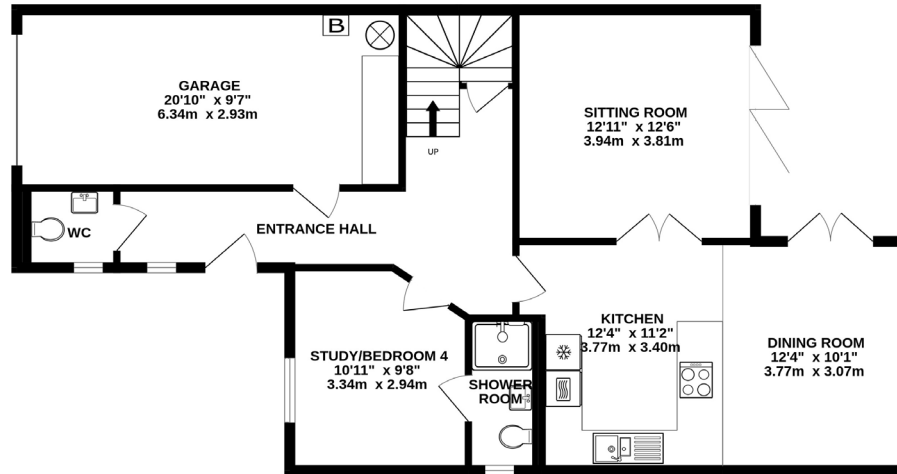 B
GARAGE
20'10" x 9'7"
6.34m x 2.93m
SITTING ROOM
12'11" x 12'6"
3.94m x 3.81m
UP
WC
ENTRANCE HALL
KITCHEN
12'4" x 11'2"
3.77m x 3.40m
DINING ROOM
12'4" x 10'1"
3.77m x 3.07m
STUDY/BEDROOM 4
10'11" x 9'8"
3.34m x 2.94m
SHOWER
ROOM